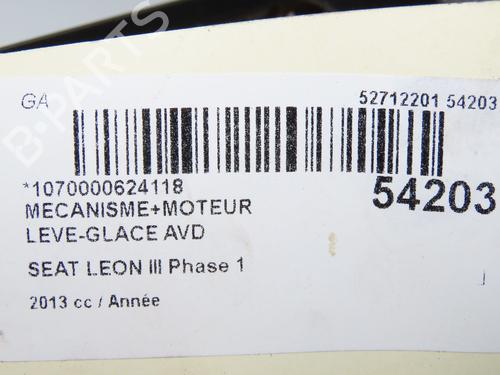 GA
52712201 54203
*1070000624118
54203
MECANISME+MOTEUR
LEVE-GLACE AVD
SEAT LEON III Phase 1
2013 cc / Année
B-PARTS